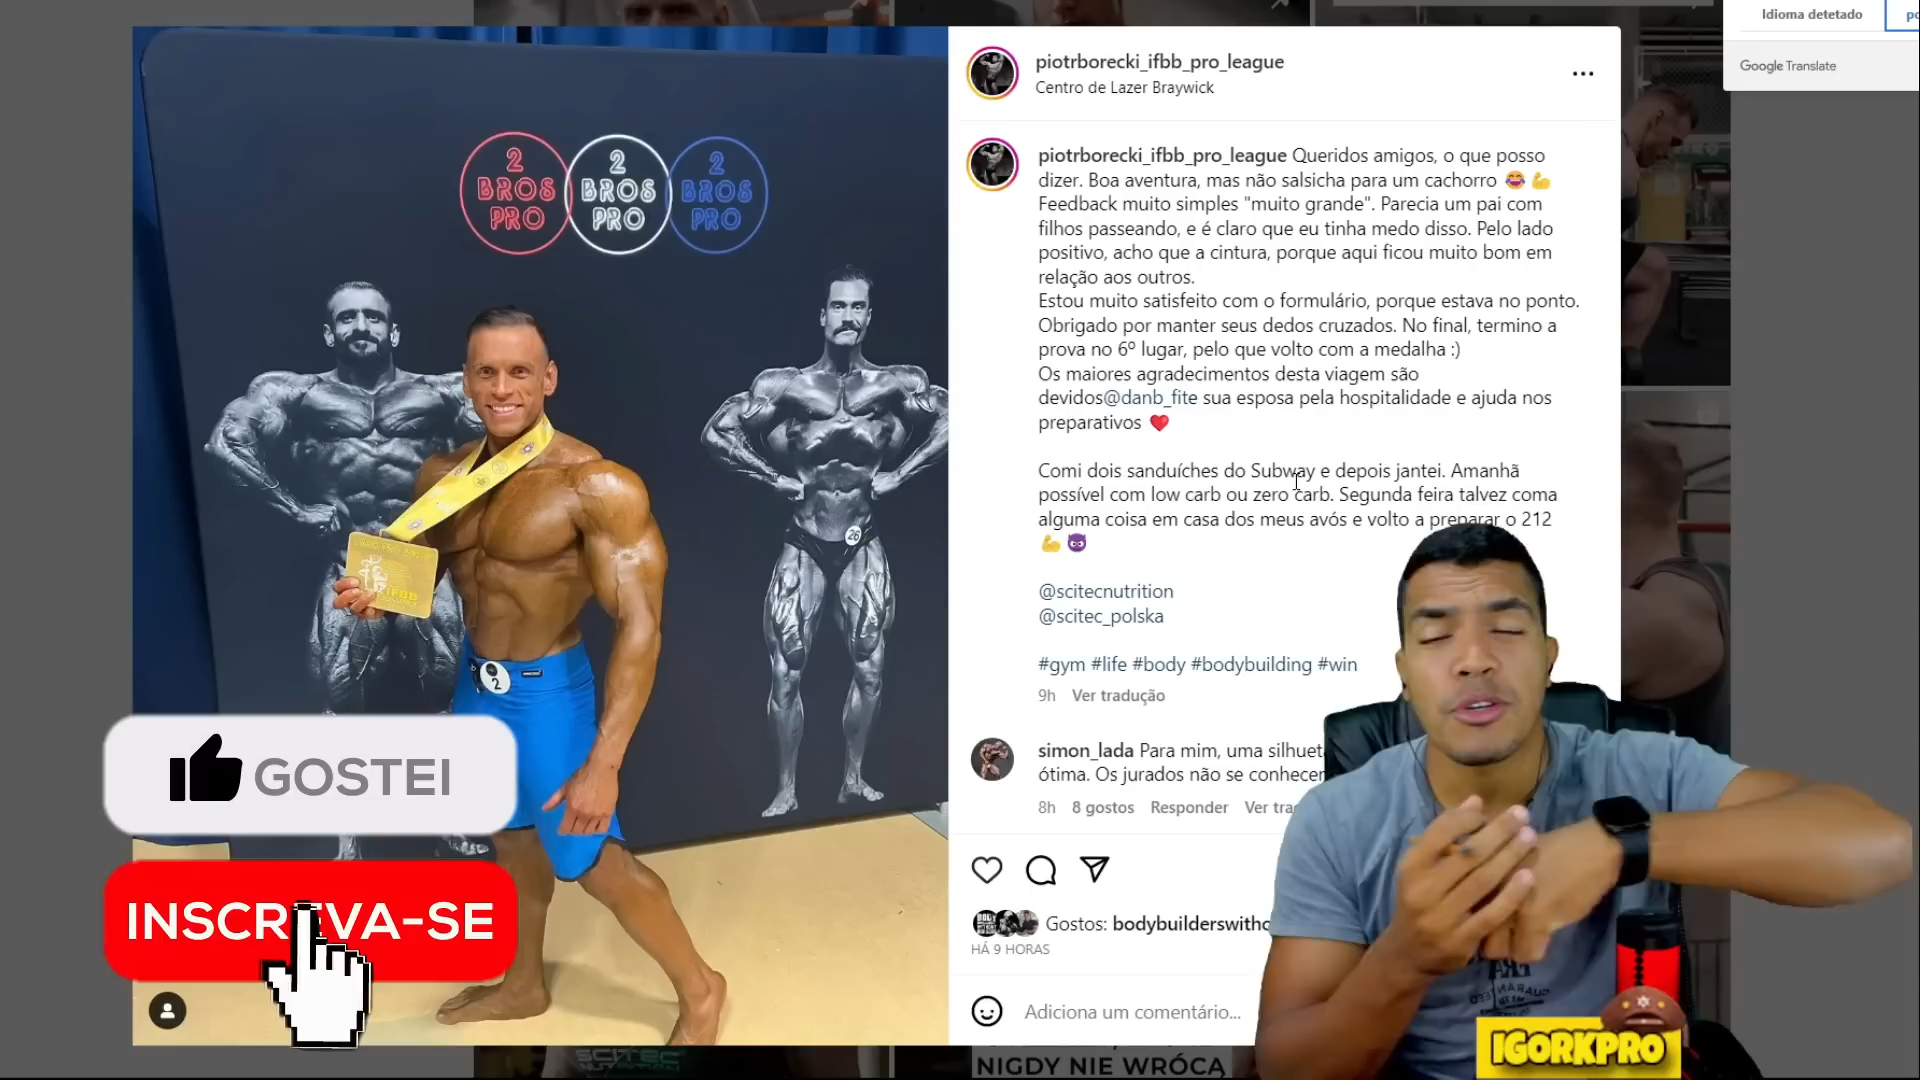 Idioma detetado
Google Translate
piotrborecki_ifbb_pro_league
Centro de Lazer Braywick
2 BROS PRO
2 BROS PRO
2 BROS PRO
piotrborecki_ifbb_pro_league Queridos amigos, o que posso
dizer. Boa aventura, mas não salsicha para um cachorro 😂 💪
Feedback muito simples "muito grande". Parecia um pai com
filhos passeando, e é claro que eu tinha medo disso. Pelo lado
positivo, acho que a cintura, porque aqui ficou muito bom em
relação aos outros.
Estou muito satisfeito com o formulário, porque estava no ponto.
Obrigado por manter seus dedos cruzados. No final, termino a
prova no 6º lugar, pelo que volto com a medalha :)
Os maiores agradecimentos desta viagem são
devidos@danb_fite sua esposa pela hospitalidade e ajuda nos
preparativos ❤️
Comi dois sanduíches do Subway e depois jantei. Amanhã
possível com low carb ou zero carb. Segunda feira talvez coma
alguma coisa em casa dos meus avós e volto a preparar o 212
💪 😈
@scitecnutrition
@scitec_polska
#gym #life #body #bodybuilding #win
9h Ver tradução
simon_lada Para mim, uma silhuet
ótima. Os jurados não se conhecem
8h 8 gostos Responder Ver tra
Gostos: bodybuilderswith
HÁ 9 HORAS
Adiciona um comentário...
26
IFBB
2
GOSTEI
INSCREVA-SE
SCITEC
NUTRITION
NIGDY NIE WRÓCĄ
IGORKPRO